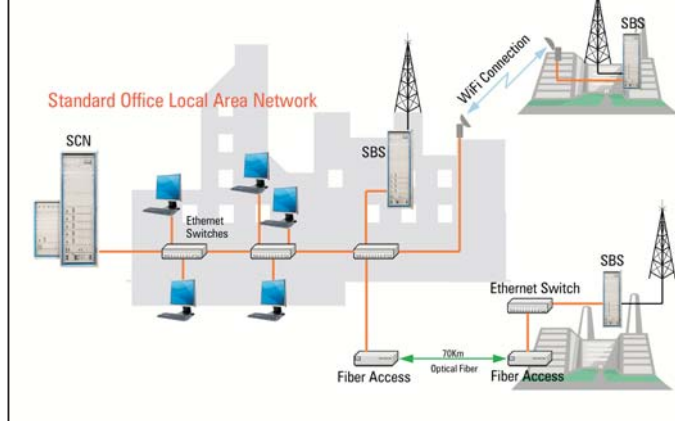 SBS
WiFi Connection
Standard Office Local Area Network
SCN
SBS
Ethernet
Switches
SBS
Ethernet Switch
70Km
Optical Fiber
Fiber Access
Fiber Access